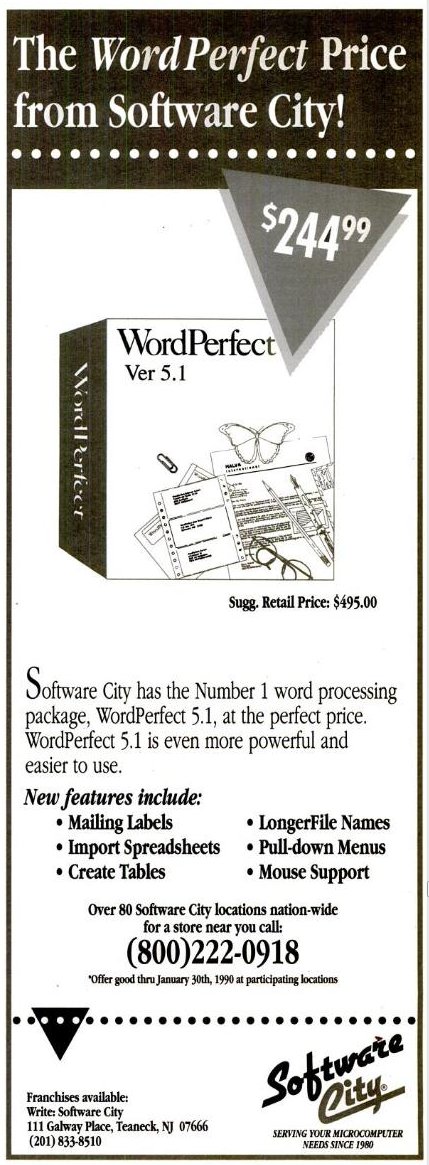 The WordPerfect Price
from Software City!
$244.99
WordPerfect
Ver 5.1
WordPerfect
Sugg. Retail Price: $495.00
Software City has the Number 1 word processing
package, WordPerfect 5.1, at the perfect price.
WordPerfect 5.1 is even more powerful and
easier to use.
New features include:
• Mailing Labels
• Import Spreadsheets
• Create Tables
• LongerFile Names
• Pull-down Menus
• Mouse Support
Over 80 Software City locations nation-wide
for a store near you call:
(800)222-0918
*Offer good thru January 30th, 1990 at participating locations
Franchises available:
Write: Software City
111 Galway Place, Teaneck, NJ 07666
(201) 833-8510
Software
City®
SERVING YOUR MICROCOMPUTER
NEEDS SINCE 1980